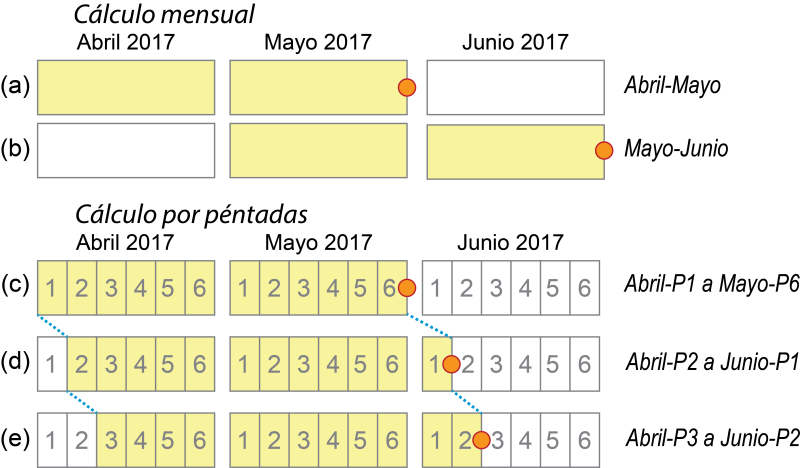 Cálculo mensual
Abril 2017 Mayo 2017 Junio 2017
(a) Abril-Mayo
(b) Mayo-Junio
Cálculo por péntadas
Abril 2017 Mayo 2017 Junio 2017
(c) 1 2 3 4 5 6 1 2 3 4 5 6 1 2 3 4 5 6 Abril-P1 a Mayo-P6
(d) 1 2 3 4 5 6 1 2 3 4 5 6 1 2 3 4 5 6 Abril-P2 a Junio-P1
(e) 1 2 3 4 5 6 1 2 3 4 5 6 1 2 3 4 5 6 Abril-P3 a Junio-P2